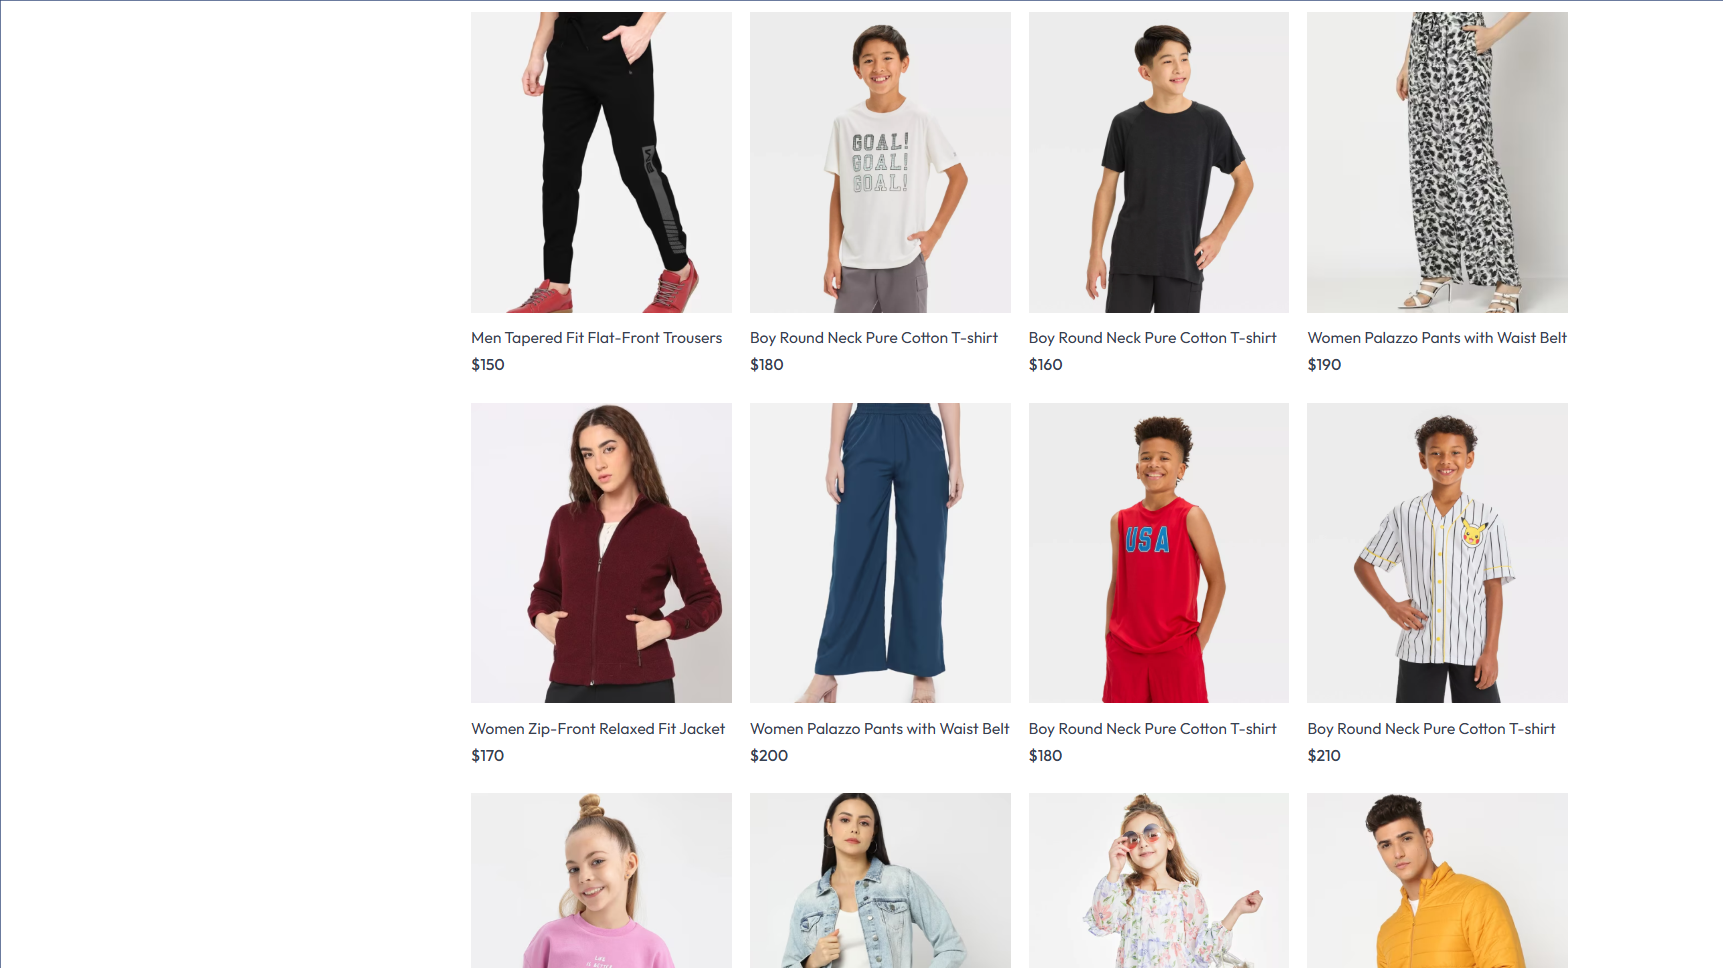 GOAL!
GOAL!
GOAL!
Men Tapered Fit Flat-Front Trousers
$150
Boy Round Neck Pure Cotton T-shirt
$180
Boy Round Neck Pure Cotton T-shirt
$160
Women Palazzo Pants with Waist Belt
$190
USA
Women Zip-Front Relaxed Fit Jacket
$170
Women Palazzo Pants with Waist Belt
$200
Boy Round Neck Pure Cotton T-shirt
$180
Boy Round Neck Pure Cotton T-shirt
$210